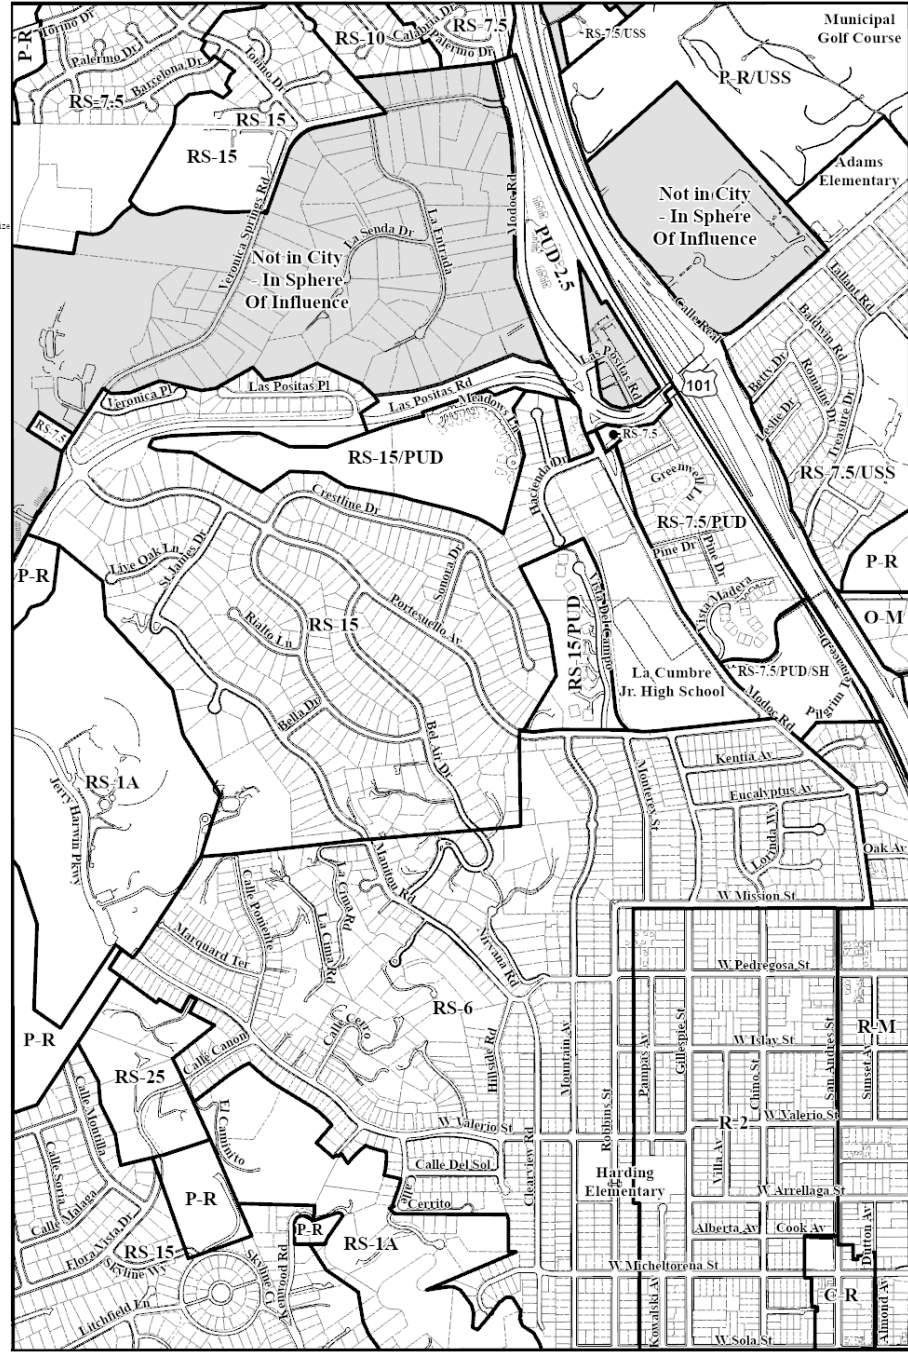 Torino Dr
P-R
Palermo Dr
Barcelona Dr
RS-7.5
Torino Dr
RS-15
RS-15
RS-10
Calabria Dr
RS-7.5
Palermo Dr
RS-7.5/USS
Municipal
Golf Course
P-R/USS
Adams
Elementary
Not in City
- In Sphere
Of Influence
Veronica Springs Rd
La Senda Dr
La Entrada
Modoc Rd
Not in City
- In Sphere
Of Influence
PUD-2.5
Calle Real
101
Tallant Rd
Baldwin Rd
Betty Dr
Romaine Dr
Leslie Dr
Treasure Dr
RS-7.5/USS
Las Positas Rd
Veronica Pl
Las Positas Pl
Las Positas Rd
Meadows Ln
RS-7.5
RS-15/PUD
Hacienda Dr
RS-7.5
Greenwell Ln
RS-7.5/PUD
Pine Dr
Pine Dr
P-R
O-M
Crestline Dr
Live Oak Ln
St James Dr
P-R
Sonora Dr
Portesuello Av
RS-15
Rialto Ln
RS-15/PUD
Vista Del Campo
Vista Madera
La Cumbre
Jr. High School
RS-7.5/PUD/SH
Pilgrim Terrace Dr
Modoc Rd
Bella Dr
Bel Air Dr
RS-1A
Jerry Harwin Pkwy
Kentia Av
Monterey St
Eucalyptus Av
Lorinda Wy
Oak Av
W Mission St
Manitou Rd
La Cima Rd
La Cima Rd
Calle Poniente
Marquard Ter
Viryana Rd
W Pedregosa St
RS-6
R-M
P-R
RS-25
Calle Canon
Calle Cerro
Hillside Rd
Mountain Av
Pampas Av
Gillespie St
W Islay St
Chino St
San Andres St
Sunset Av
Calle Montilla
El Camiito
W Valerio St
Robbins St
R-2
W Valerio St
Calle Soria
Calle Malaga
Calle Del Sol
Clearview Rd
Villa Av
Harding
Elementary
W Arrellaga St
P-R
Calle
Cerrito
Flora Vista Dr
RS-15
Skyline Wy
Skyline Cr
P-R
RS-1A
Kenwood Rd
Alberta Av
Cook Av
Dutton Av
W Micheltorena St
C-R
Litchfield Ln
Kowalski Av
Almond Av
W Sola St